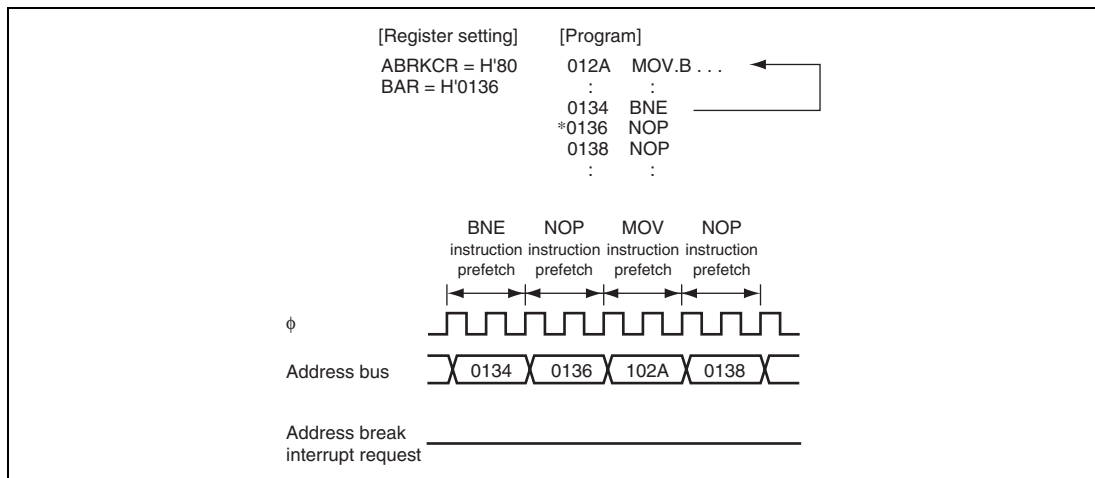 [Register setting] [Program]
ABRKCR = H'80 012A MOV.B . . .
BAR = H'0136 : :
0134 BNE
*0136 NOP
0138 NOP
: :
BNE NOP MOV NOP
instruction instruction instruction instruction
prefetch prefetch prefetch prefetch
ϕ
Address bus 0134 0136 102A 0138
Address break
interrupt request